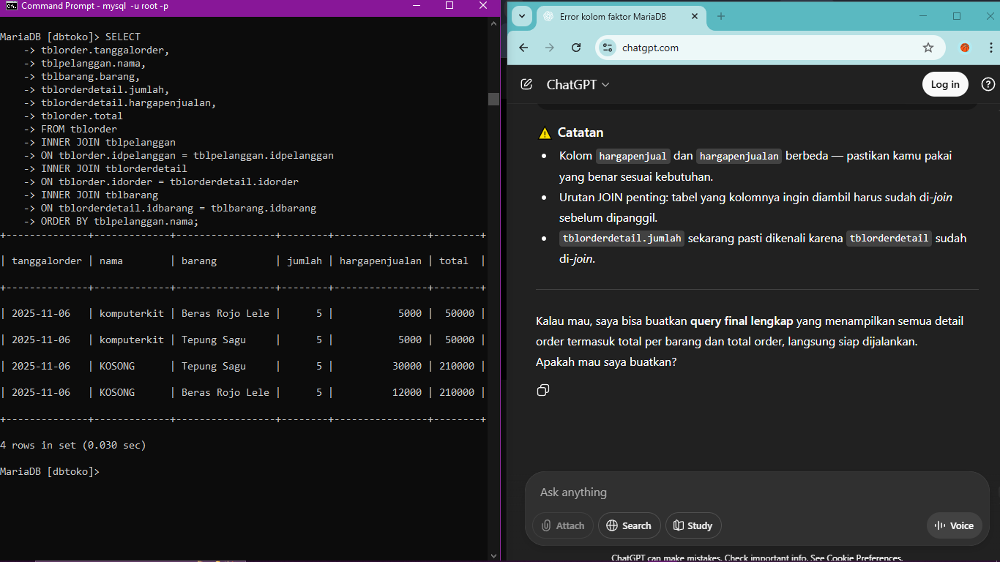 Command Prompt - mysql -u root -p
MariaDB [dbtoko]> SELECT
-> tblorder.tanggalorder,
-> tblpelanggan.nama,
-> tblbarang.barang,
-> tblorderdetail.jumlah,
-> tblorderdetail.hargapenjualan,
-> tblorder.total
-> FROM tblorder
-> INNER JOIN tblpelanggan
-> ON tblorder.idpelanggan = tblpelanggan.idpelanggan
-> INNER JOIN tblorderdetail
-> ON tblorder.idorder = tblorderdetail.idorder
-> INNER JOIN tblbarang
-> ON tblorderdetail.idbarang = tblbarang.idbarang
-> ORDER BY tblpelanggan.nama;
+-------------+------------+-----------------+--------+----------------+--------+
| tanggalorder | nama | barang | jumlah | hargapenjualan | total |
+-------------+------------+-----------------+--------+----------------+--------+
| 2025-11-06 | komputerkit | Beras Rojo Lele | 5 | 5000 | 50000 |
| 2025-11-06 | komputerkit | Tepung Sagu | 5 | 5000 | 50000 |
| 2025-11-06 | KOSONG | Tepung Sagu | 5 | 30000 | 210000 |
| 2025-11-06 | KOSONG | Beras Rojo Lele | 5 | 12000 | 210000 |
+-------------+------------+-----------------+--------+----------------+--------+
4 rows in set (0.030 sec)
MariaDB [dbtoko]>
Error kolom faktor MariaDB
chatgpt.com
ChatGPT
Log in
Catatan
• Kolom hargapenjual dan hargapenjualan berbeda — pastikan kamu pakai
yang benar sesuai kebutuhan.
• Urutan JOIN penting: tabel yang kolomnya ingin diambil harus sudah di-join
sebelum dipanggil.
• tblorderdetail.jumlah sekarang pasti dikenali karena tblorderdetail sudah
di-join.
Kalau mau, saya bisa buatkan query final lengkap yang menampilkan semua detail
order termasuk total per barang dan total order, langsung siap dijalankan.
Apakah mau saya buatkan?
Ask anything
Attach
Search
Study
Voice
ChatGPT can make mistakes. Check important info. See Cookie Preferences.